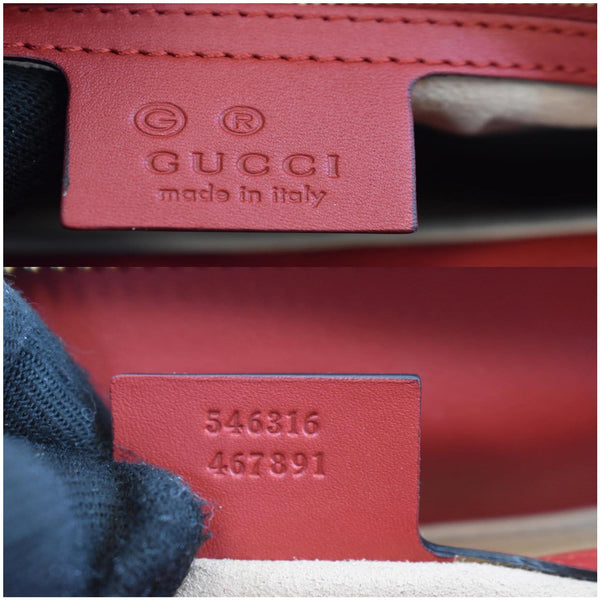 Ⓖ Ⓡ
GUCCI
made in italy
546316
467891